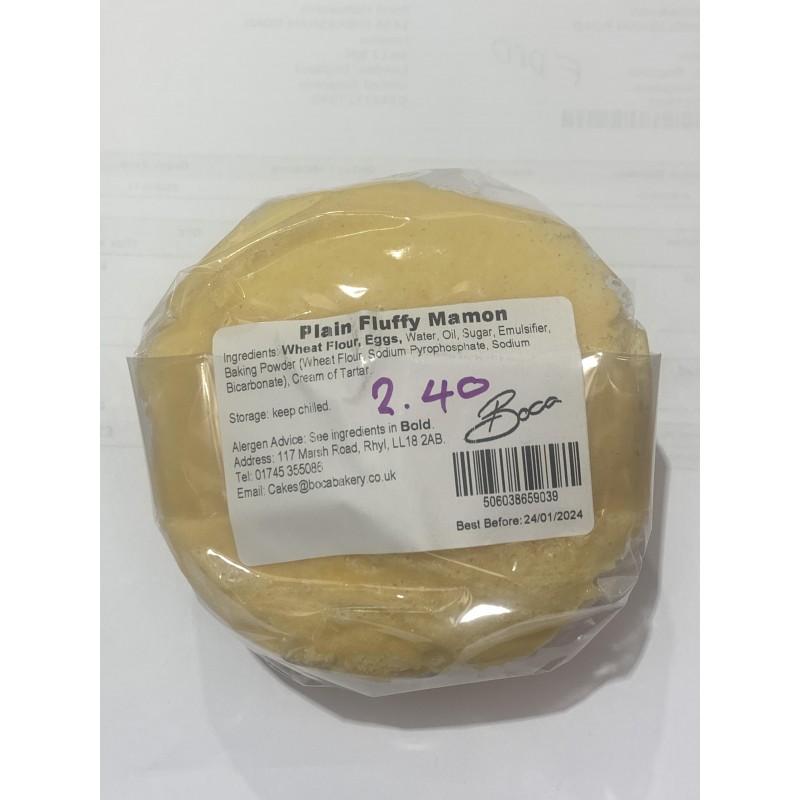 Plain Fluffy Mamon
Ingredients: Wheat Flour, Eggs, Water, Oil, Sugar, Emulsifier,
Baking Powder (Wheat Flour, Sodium Pyrophosphate, Sodium
Bicarbonate), Cream of Tartar.
2.40
Storage: keep chilled.
Boca
Alergen Advice: See ingredients in Bold.
Address: 117 Marsh Road, Rhyl, LL18 2AB.
Tel: 01745 355086
Email: Cakes@bocabakery.co.uk
506038659039
Best Before: 24/01/2024